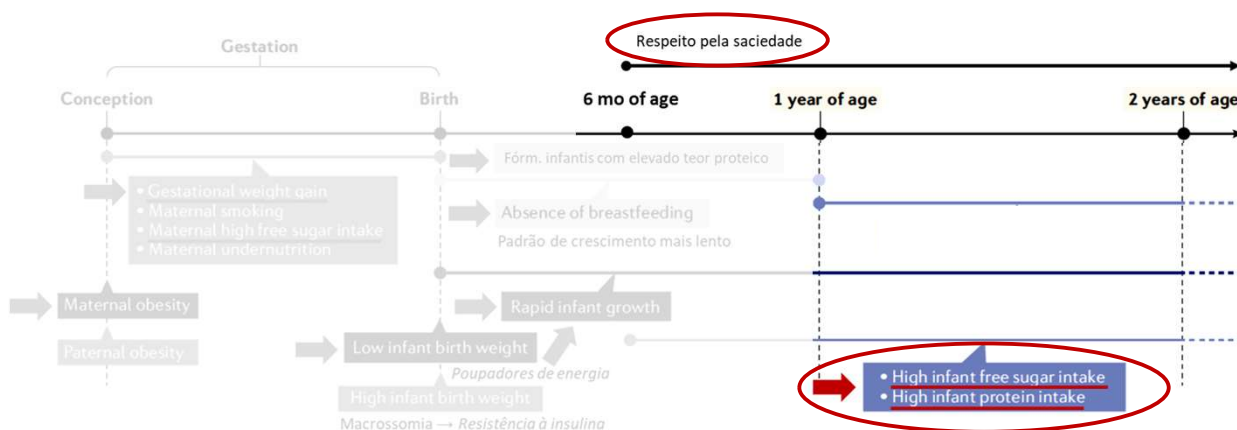 Respeito pela saciedade
Gestation
Conception
Birth
6 mo of age
1 year of age
2 years of age
Fórm. infantis com elevado teor proteico
• Gestational weight gain
• Maternal smoking
• Maternal high free sugar intake
• Maternal undernutrition
Absence of breastfeeding
Padrão de crescimento mais lento
Maternal obesity
Rapid infant growth
Paternal obesity
Low infant birth weight
Poupadores de energia
High infant birth weight
Macrossomia → Resistência à insulina
• High infant free sugar intake
• High infant protein intake